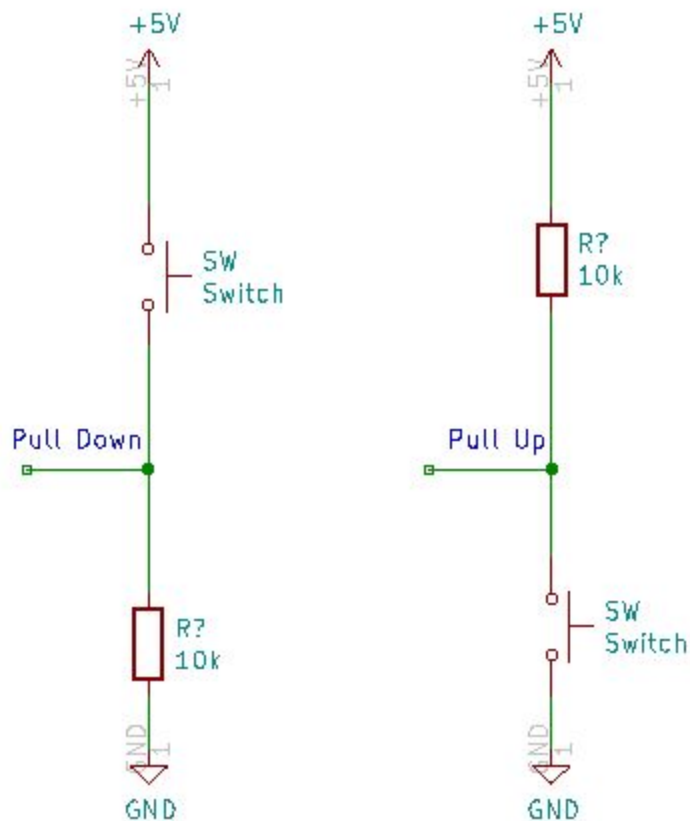 +5V
+5V
1
SW
Switch
Pull Down
R?
10k
GND
1
GND
+5V
+5V
1
R?
10k
Pull Up
SW
Switch
GND
1
GND